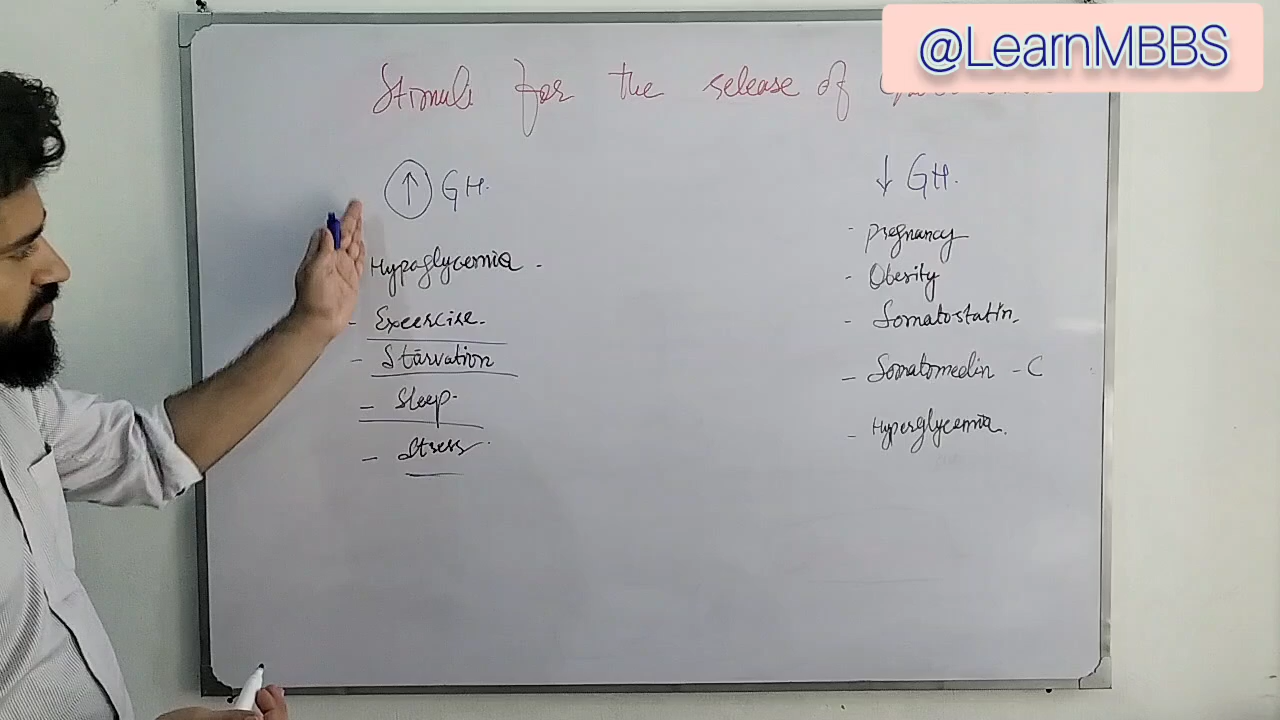 @LearnMBBS
Stimuli for the release of
↑ GH.
Hypoglycemia -
- Exercise.
- Starvation
- Sleep.
- Stress.
↓ GH.
- Pregnancy
- Obesity
- Somatostatin.
- Somatomedin - C
- Hyperglycemia.